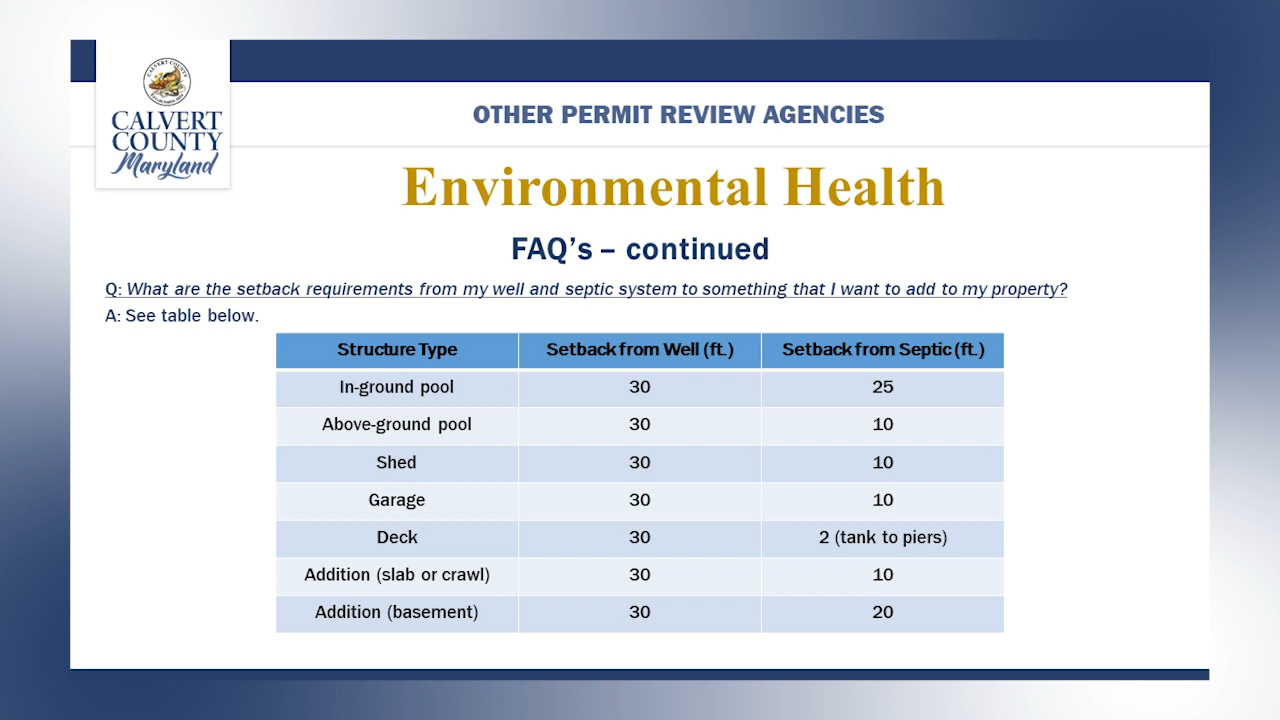 CALVERT COUNTY
CALVERT
COUNTY
Maryland
OTHER PERMIT REVIEW AGENCIES
Environmental Health
FAQ’s – continued
Q: What are the setback requirements from my well and septic system to something that I want to add to my property?
A: See table below.
Structure Type Setback from Well (ft.) Setback from Septic (ft.)
In-ground pool 30 25
Above-ground pool 30 10
Shed 30 10
Garage 30 10
Deck 30 2 (tank to piers)
Addition (slab or crawl) 30 10
Addition (basement) 30 20